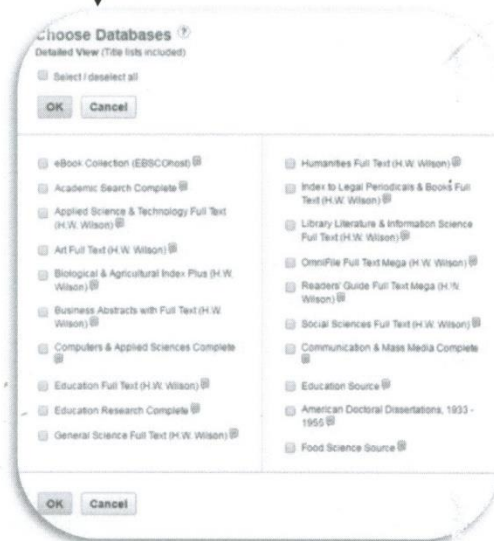 Choose Databases ?
Detailed View (Title lists included)
Select / deselect all
OK Cancel
eBook Collection (EBSCOhost)
Academic Search Complete
Applied Science & Technology Full Text
(H.W. Wilson)
Art Full Text (H.W. Wilson)
Biological & Agricultural Index Plus (H.W.
Wilson)
Business Abstracts with Full Text (H.W.
Wilson)
Computers & Applied Sciences Complete
Education Full Text (H.W. Wilson)
Education Research Complete
General Science Full Text (H.W. Wilson)
Humanities Full Text (H.W. Wilson)
Index to Legal Periodicals & Books Full
Text (H.W. Wilson)
Library Literature & Information Science
Full Text (H.W. Wilson)
OmniFile Full Text Mega (H.W. Wilson)
Readers' Guide Full Text Mega (H.W.
Wilson)
Social Sciences Full Text (H.W. Wilson)
Communication & Mass Media Complete
Education Source
American Doctoral Dissertations, 1933 -
1955
Food Science Source
OK Cancel